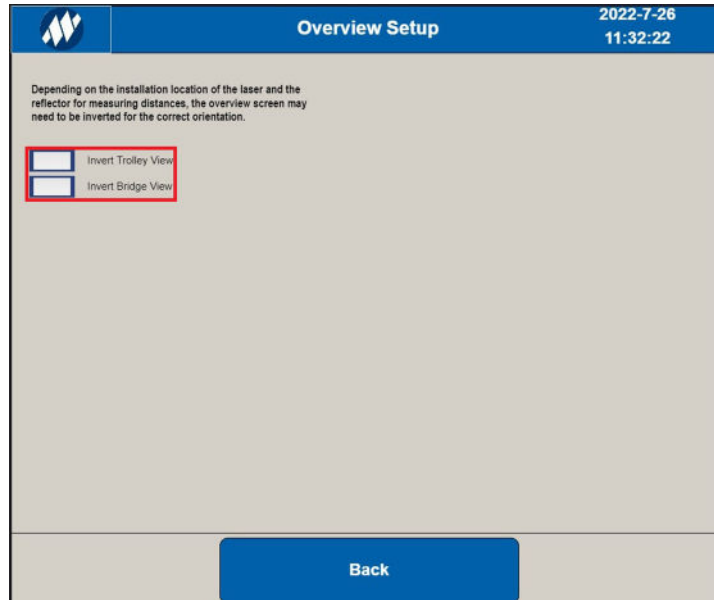 Overview Setup
2022-7-26
11:32:22
Depending on the installation location of the laser and the
reflector for measuring distances, the overview screen may
need to be inverted for the correct orientation.
Invert Trolley View
Invert Bridge View
Back